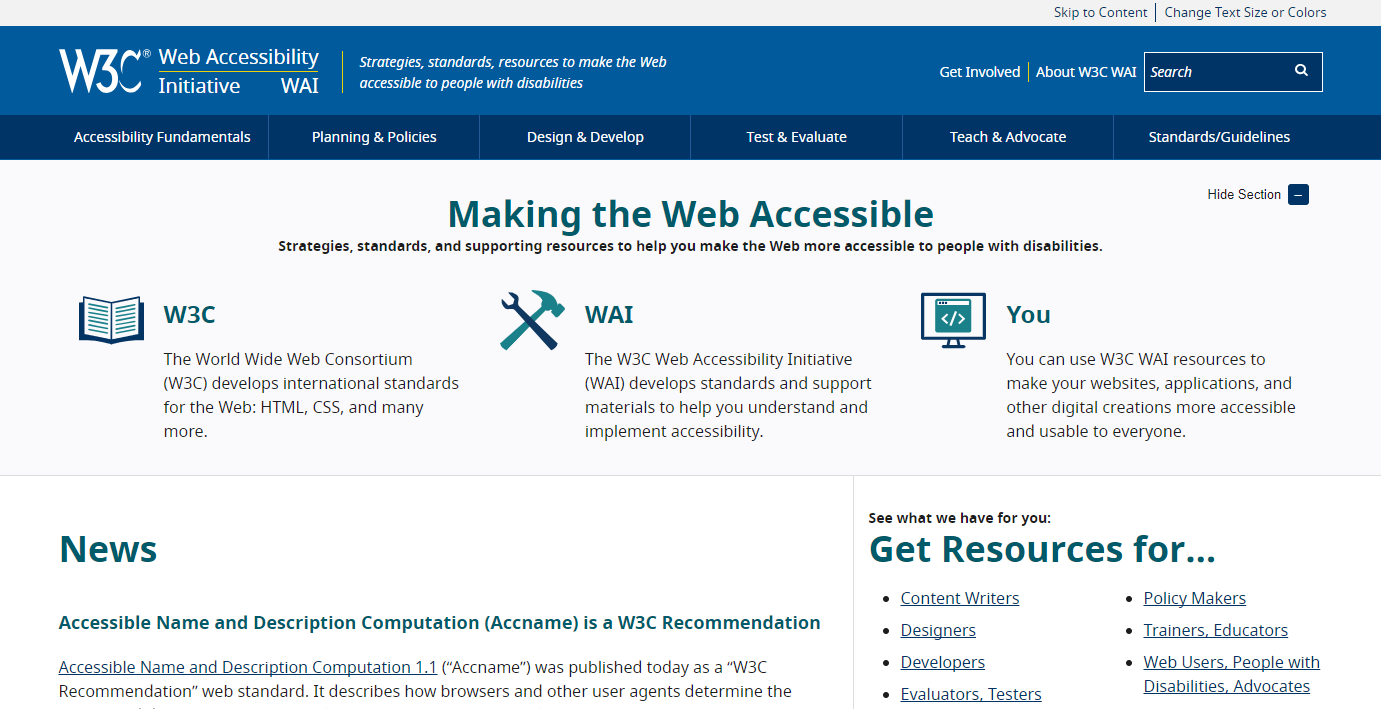 Skip to Content
Change Text Size or Colors
W3C® Web Accessibility
Initiative WAI
Strategies, standards, resources to make the Web
accessible to people with disabilities
Get Involved
About W3C WAI
Search
Accessibility Fundamentals
Planning & Policies
Design & Develop
Test & Evaluate
Teach & Advocate
Standards/Guidelines
Hide Section –
Making the Web Accessible
Strategies, standards, and supporting resources to help you make the Web more accessible to people with disabilities.
W3C
The World Wide Web Consortium
(W3C) develops international standards
for the Web: HTML, CSS, and many
more.
WAI
The W3C Web Accessibility Initiative
(WAI) develops standards and support
materials to help you understand and
implement accessibility.
</>
You
You can use W3C WAI resources to
make your websites, applications, and
other digital creations more accessible
and usable to everyone.
News
Accessible Name and Description Computation (Accname) is a W3C Recommendation
Accessible Name and Description Computation 1.1 (“Accname”) was published today as a “W3C
Recommendation” web standard. It describes how browsers and other user agents determine the
See what we have for you:
Get Resources for…
Content Writers
Designers
Developers
Evaluators, Testers
Policy Makers
Trainers, Educators
Web Users, People with
Disabilities, Advocates